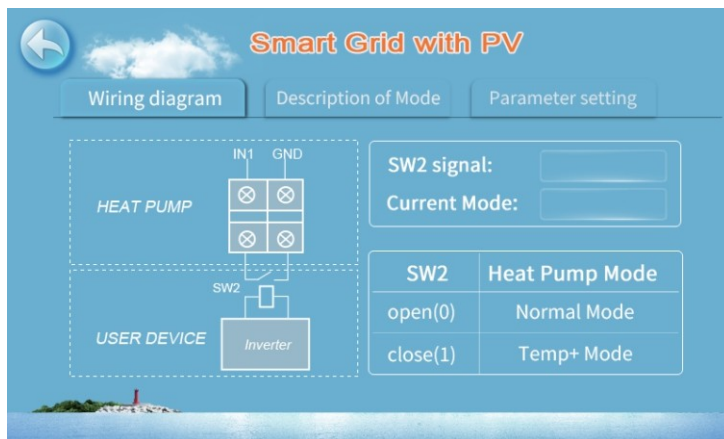 Smart Grid with PV
Wiring diagram
Description of Mode
Parameter setting
IN1 GND
HEAT PUMP
SW2
USER DEVICE
Inverter
SW2 signal:
Current Mode:
SW2 Heat Pump Mode
open(0) Normal Mode
close(1) Temp+ Mode